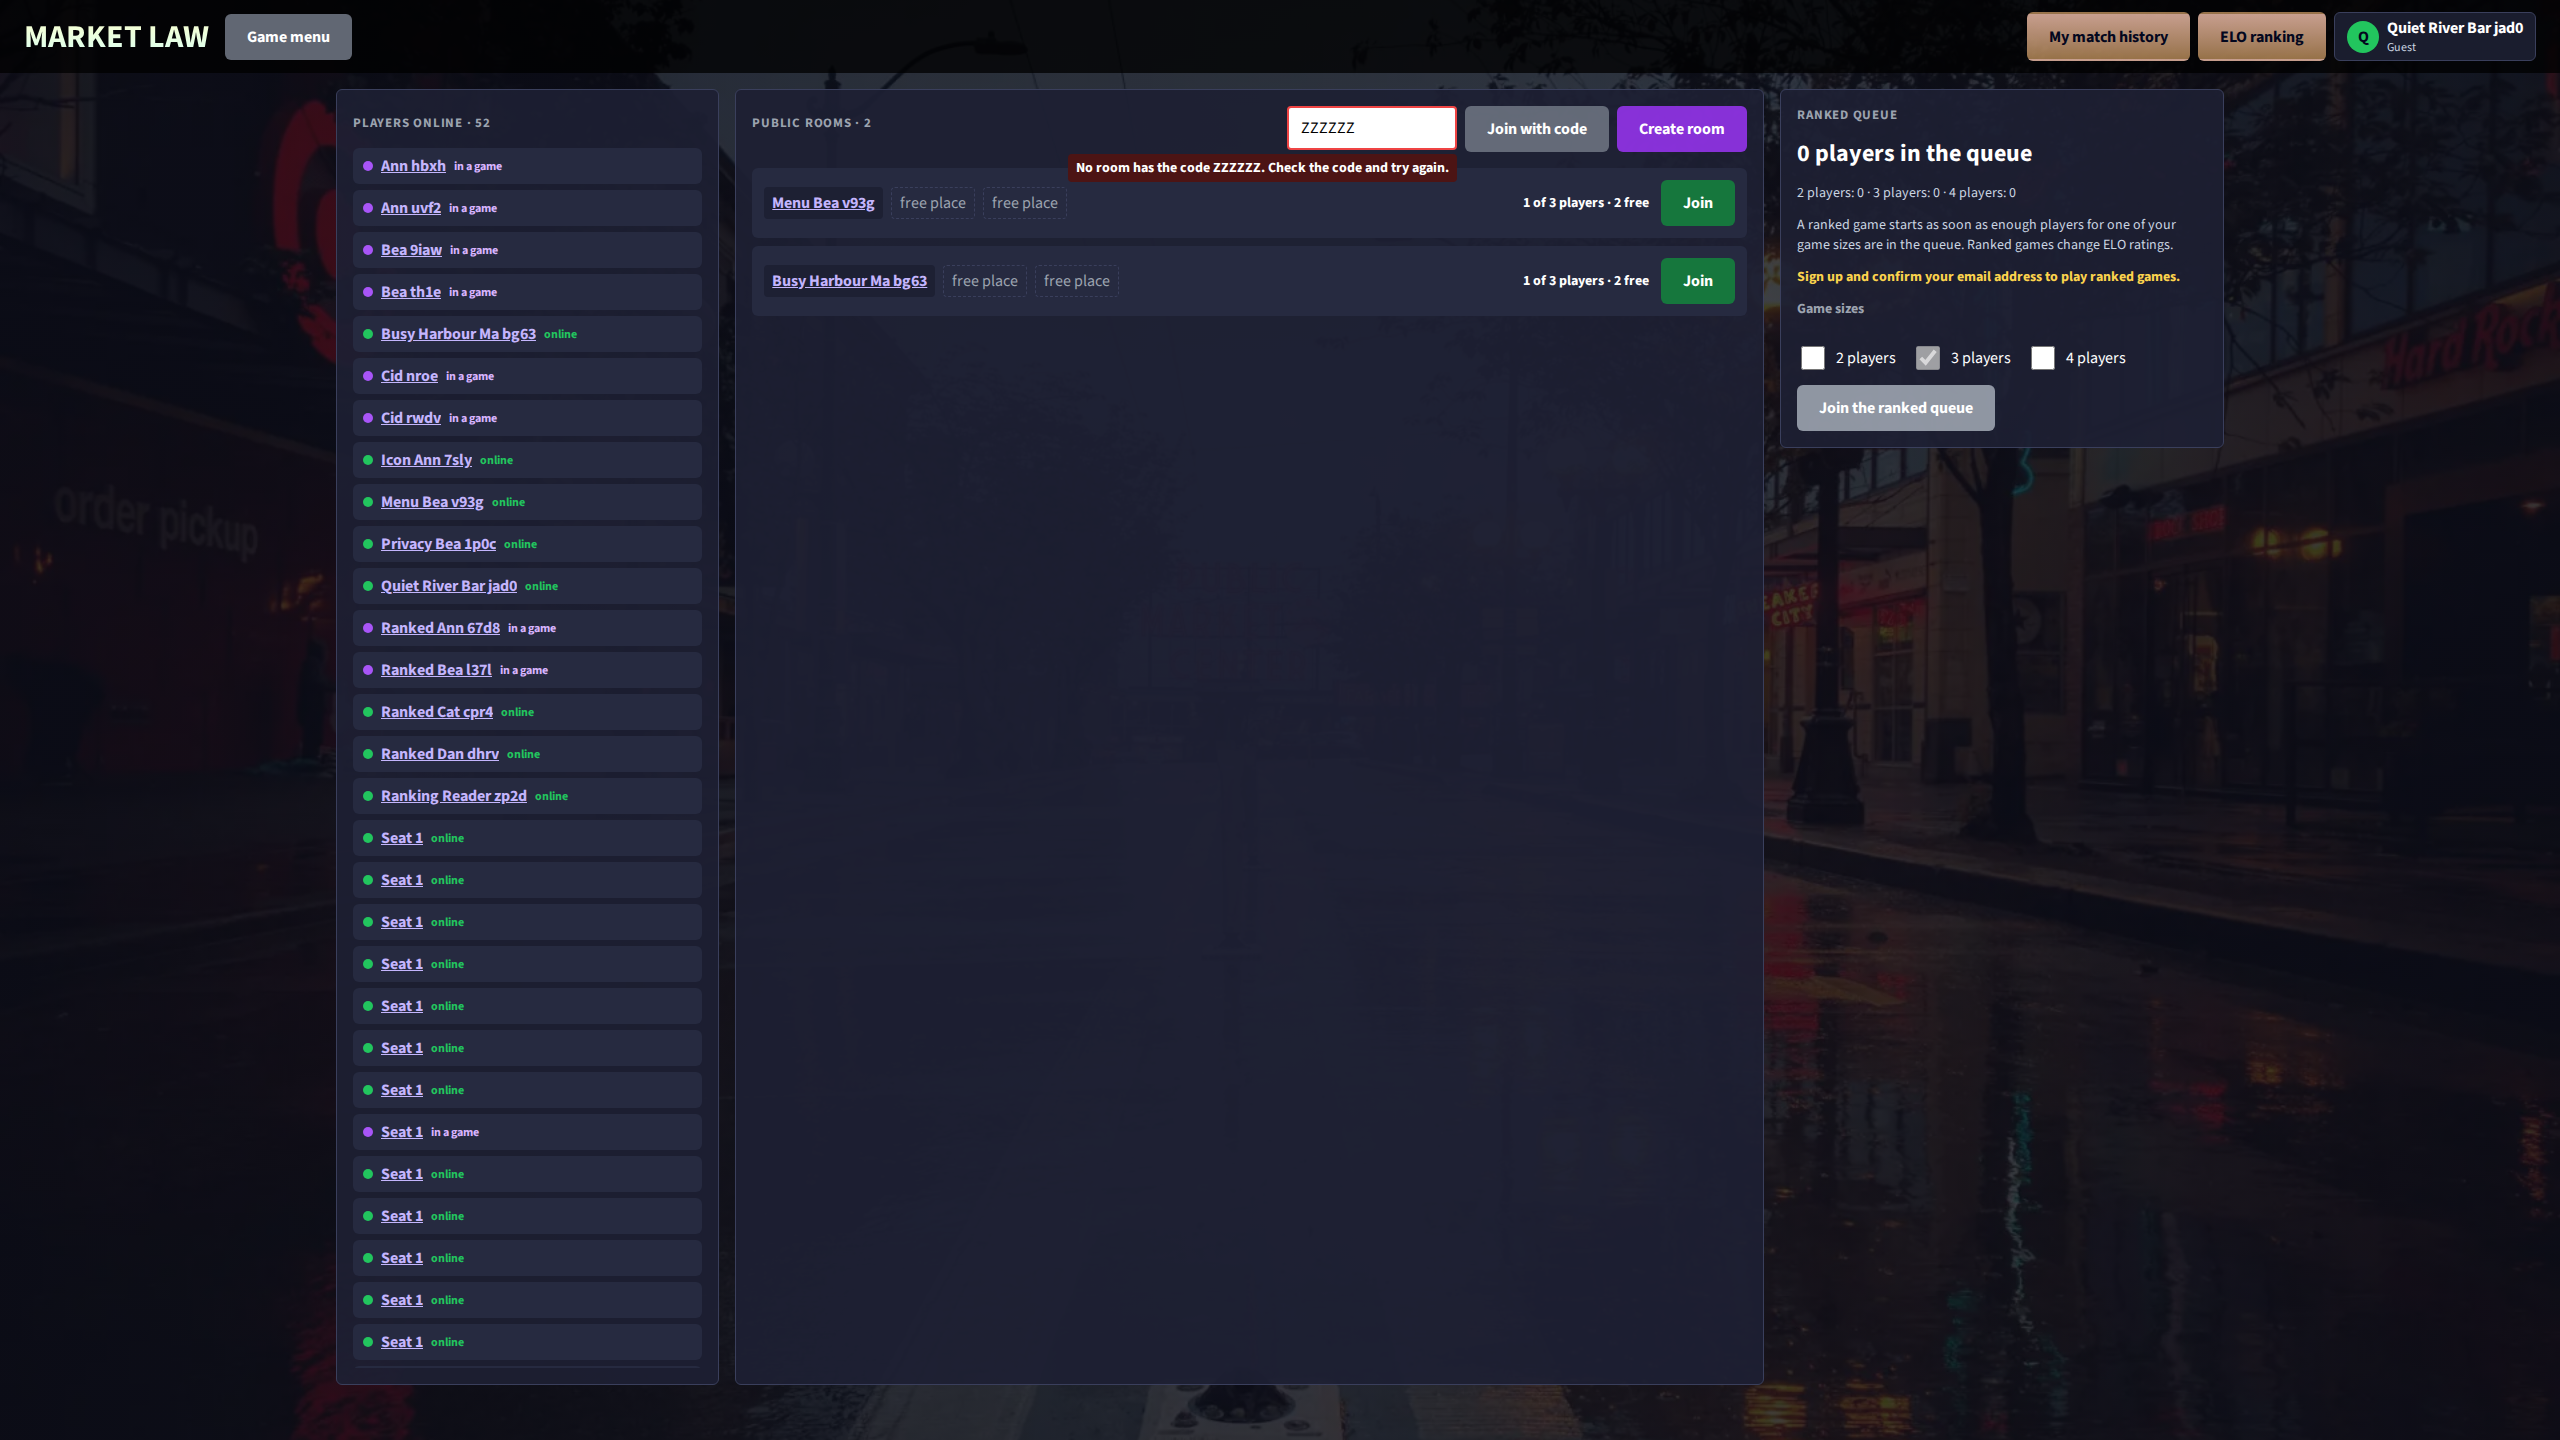 MARKET LAW
Game menu
My match history
ELO ranking
Q
Quiet River Bar jad0
Guest
PLAYERS ONLINE · 52
Ann hbxh in a game
Ann uvf2 in a game
Bea 9iaw in a game
Bea th1e in a game
Busy Harbour Ma bg63 online
Cid nroe in a game
Cid rwdv in a game
Icon Ann 7sly online
Menu Bea v93g online
Privacy Bea 1p0c online
Quiet River Bar jad0 online
Ranked Ann 67d8 in a game
Ranked Bea l37l in a game
Ranked Cat cpr4 online
Ranked Dan dhrv online
Ranking Reader zp2d online
Seat 1 online
Seat 1 online
Seat 1 online
Seat 1 online
Seat 1 online
Seat 1 online
Seat 1 online
Seat 1 in a game
Seat 1 online
Seat 1 online
Seat 1 online
Seat 1 online
Seat 1 online
PUBLIC ROOMS · 2
ZZZZZZ
Join with code
Create room
No room has the code ZZZZZZ. Check the code and try again.
Menu Bea v93g free place free place 1 of 3 players · 2 free Join
Busy Harbour Ma bg63 free place free place 1 of 3 players · 2 free Join
RANKED QUEUE
0 players in the queue
2 players: 0 · 3 players: 0 · 4 players: 0
A ranked game starts as soon as enough players for one of your
game sizes are in the queue. Ranked games change ELO ratings.
Sign up and confirm your email address to play ranked games.
Game sizes
2 players 3 players 4 players
Join the ranked queue
order pickup
Hard Rock
CITY